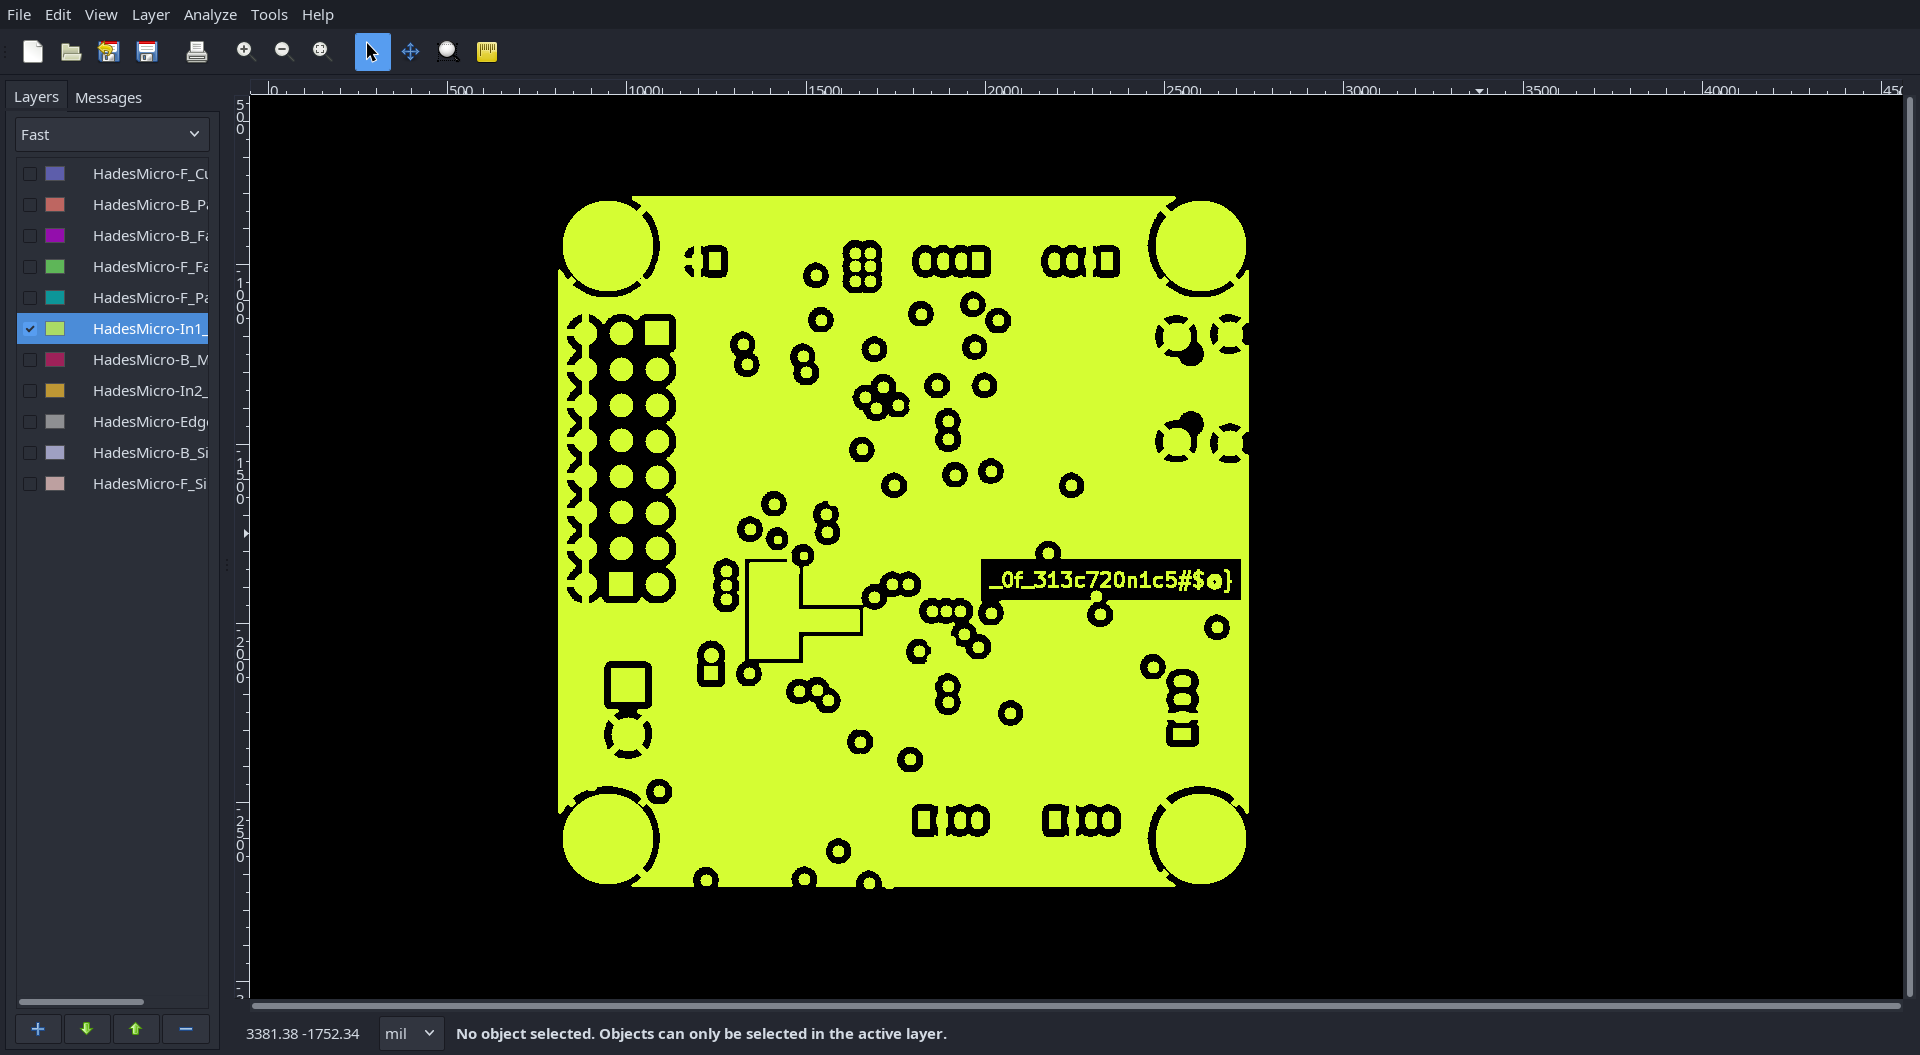 File Edit View Layer Analyze Tools Help
Layers Messages
Fast
HadesMicro-F_Cu
HadesMicro-B_Pa
HadesMicro-B_Fa
HadesMicro-F_Fa
HadesMicro-F_Pa
HadesMicro-In1_
HadesMicro-B_M
HadesMicro-In2_
HadesMicro-Edge
HadesMicro-B_Si
HadesMicro-F_Si
0 500 1000 1500 2000 2500 3000 3500 4000 450
500
-1000
-1500
-2000
-2500
3381.38 -1752.34 mil No object selected. Objects can only be selected in the active layer.